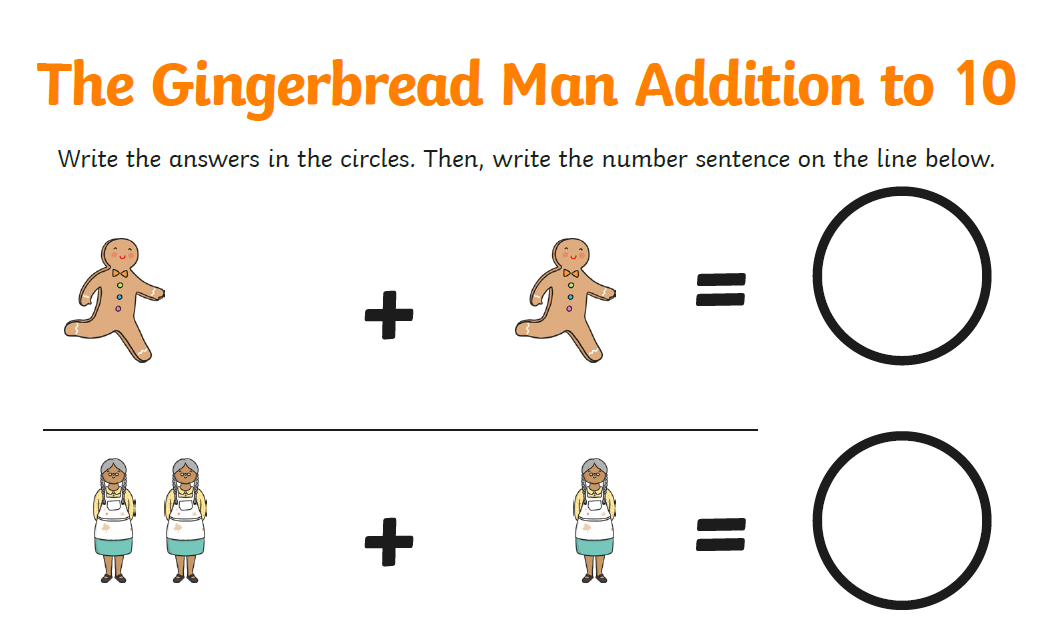 The Gingerbread Man Addition to 10
Write the answers in the circles. Then, write the number sentence on the line below.
+ =
+ =